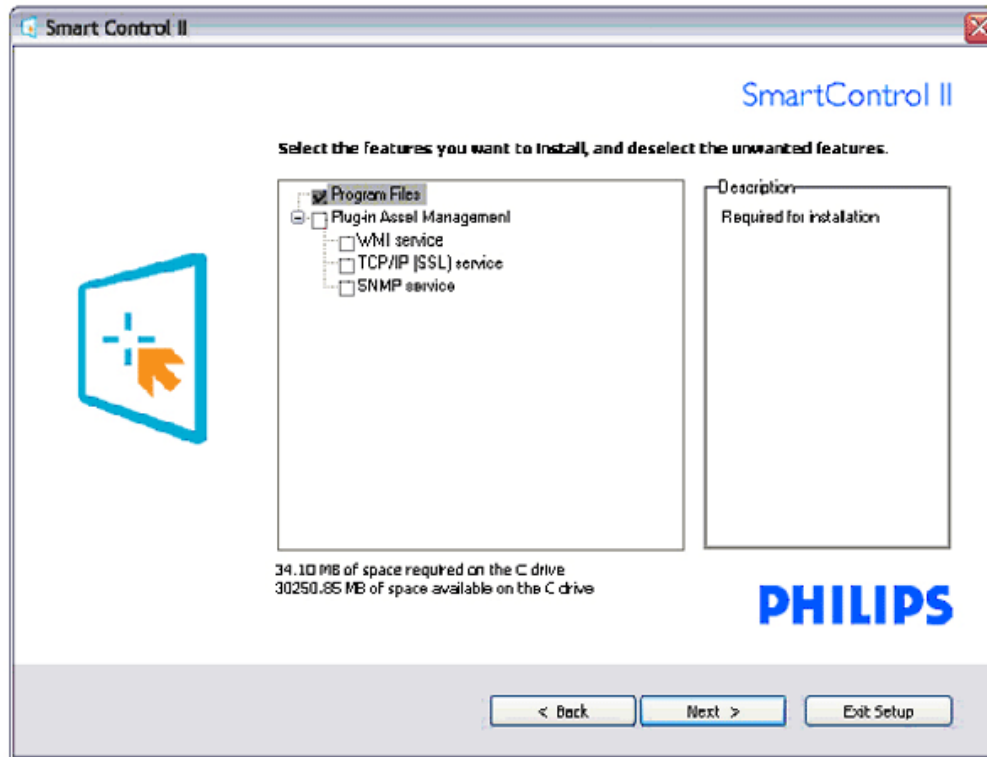 Smart Control II
SmartControl II
Select the features you want to install, and deselect the unwanted features.
Program Files
Plug-in Asset Management
WMI service
TCP/IP (SSL) service
SNMP service
Description
Required for installation
34.10 MB of space required on the C drive
30250.85 MB of space available on the C drive
PHILIPS
< Back
Next >
Exit Setup